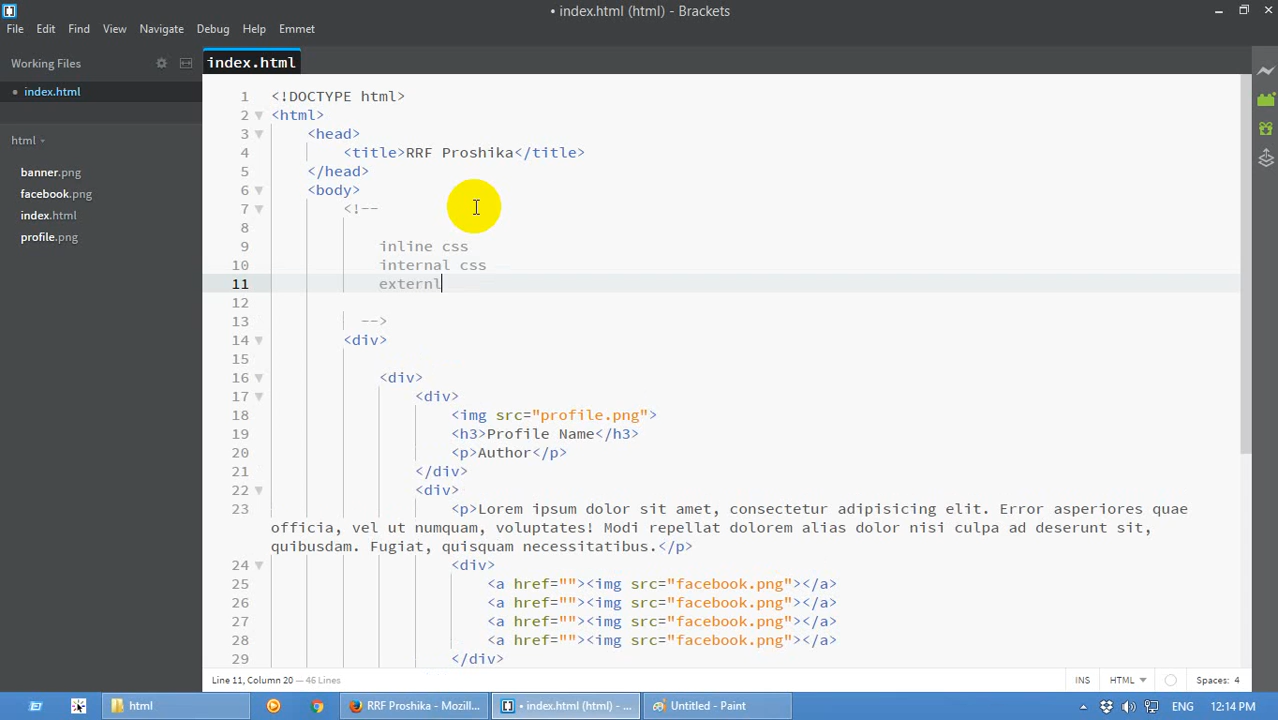 • index.html (html) - Brackets
File Edit Find View Navigate Debug Help Emmet
Working Files
index.html
• index.html
html
banner.png
facebook.png
index.html
profile.png
1 <!DOCTYPE html>
2 <html>
3 <head>
4 <title>RRF Proshika</title>
5 </head>
6 <body>
7 <!--
8
9 inline css
10 internal css
11 externl
12
13 -->
14 <div>
15
16 <div>
17 <div>
18 <img src="profile.png">
19 <h3>Profile Name</h3>
20 <p>Author</p>
21 </div>
22 <div>
23 <p>Lorem ipsum dolor sit amet, consectetur adipisicing elit. Error asperiores quae
officia, vel ut numquam, voluptates! Modi repellat dolorem alias dolor nisi culpa ad deserunt sit,
quibusdam. Fugiat, quisquam necessitatibus.</p>
24 <div>
25 <a href=""><img src="facebook.png"></a>
26 <a href=""><img src="facebook.png"></a>
27 <a href=""><img src="facebook.png"></a>
28 <a href=""><img src="facebook.png"></a>
29 </div>
Line 11, Column 20 — 46 Lines
INS HTML Spaces: 4
html
RRF Proshika - Mozill...
• index.html (html) - ...
Untitled - Paint
ENG 12:14 PM